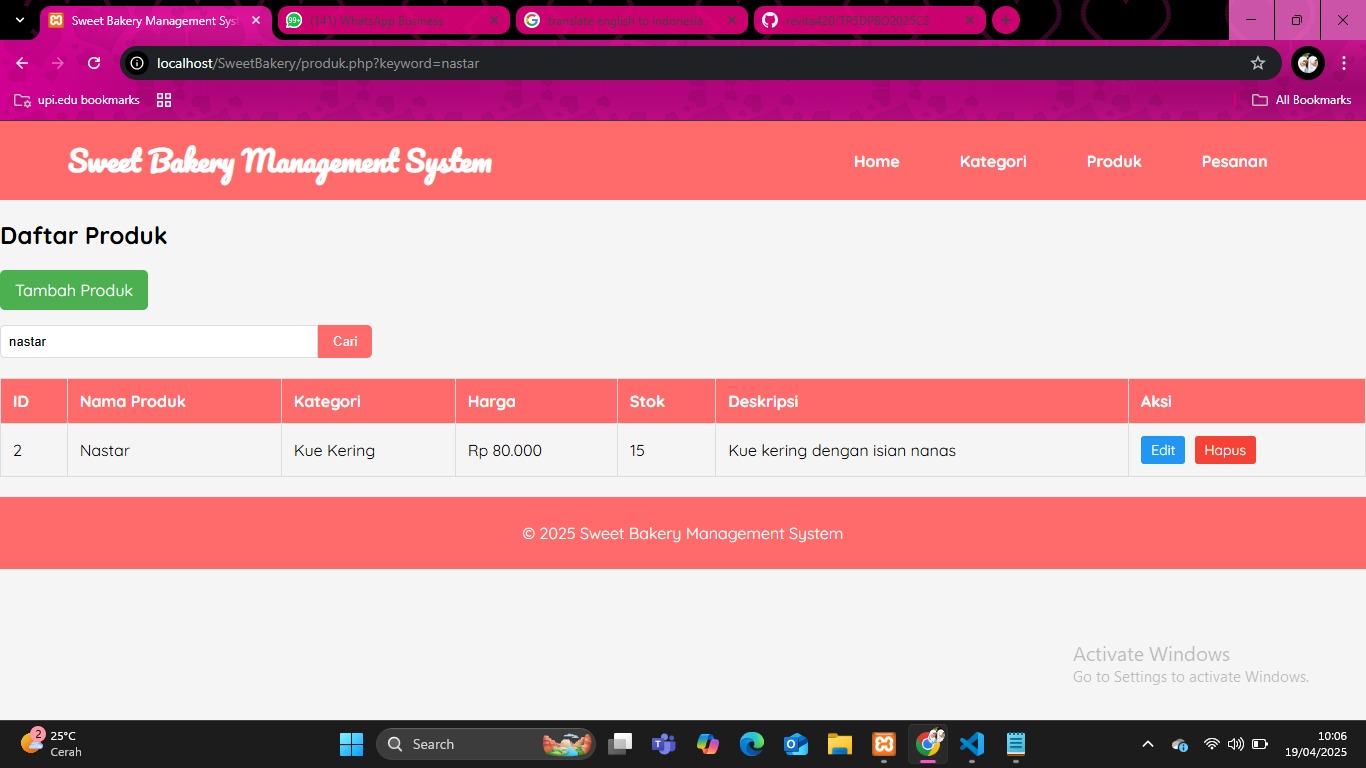 Sweet Bakery Management Sys
99+
(141) WhatsApp Business
translate english to indonesia
revita420/TP5DPBO2025C2
localhost/SweetBakery/produk.php?keyword=nastar
upi.edu bookmarks
All Bookmarks
Sweet Bakery Management System
Home Kategori Produk Pesanan
Daftar Produk
Tambah Produk
nastar Cari
ID Nama Produk Kategori Harga Stok Deskripsi Aksi
2 Nastar Kue Kering Rp 80.000 15 Kue kering dengan isian nanas Edit Hapus
© 2025 Sweet Bakery Management System
Activate Windows
Go to Settings to activate Windows.
2
25°C
Cerah
Search
10:06
19/04/2025